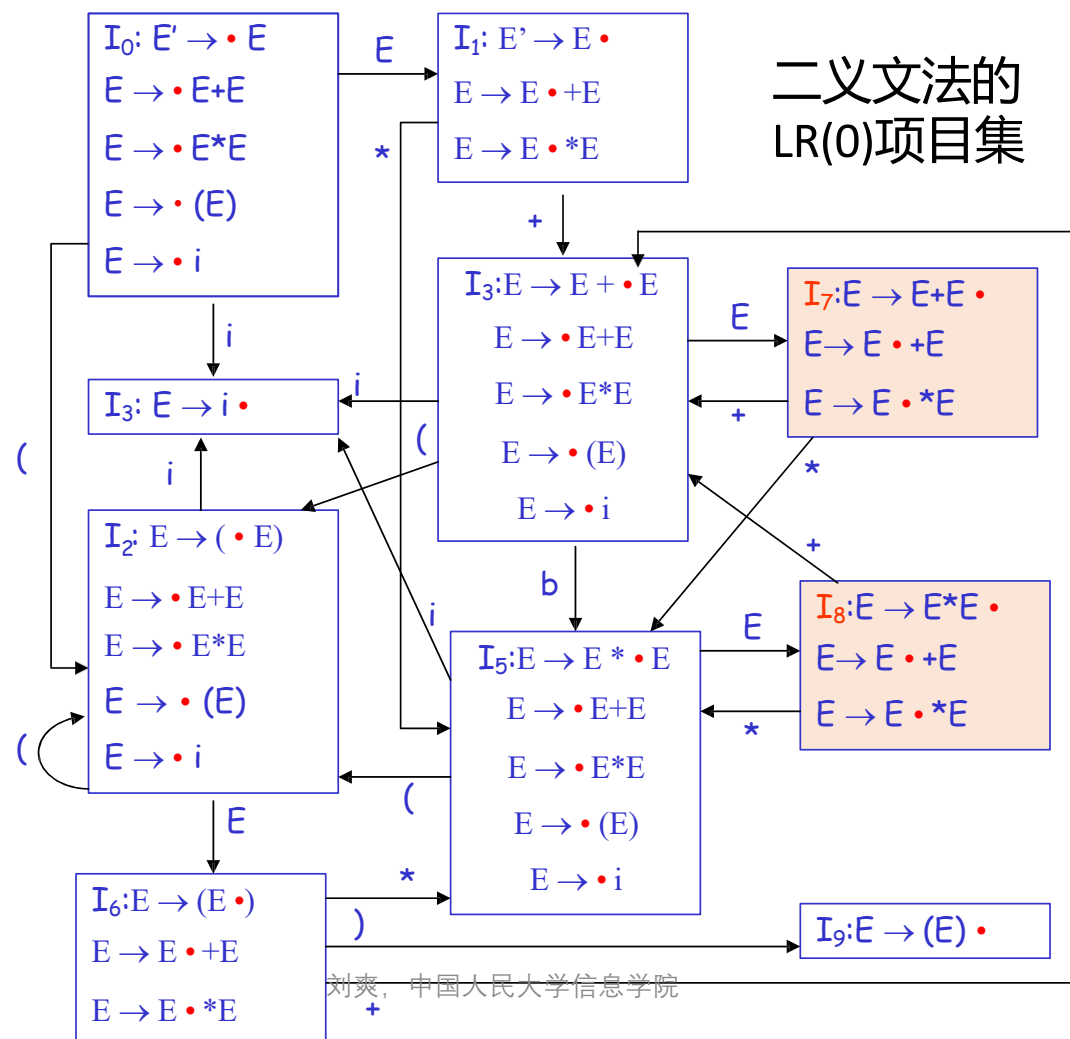 二义文法的
LR(0)项目集
I₀: E' → • E
E → • E+E
E → • E*E
E → • (E)
E → • i
E
*
I₁: E’ → E •
E → E • +E
E → E • *E
+
i
(
I₃: E → i •
i
i
(
I₃:E → E + • E
E → • E+E
E → • E*E
E → • (E)
E → • i
E
+
I₇:E → E+E •
E→ E • +E
E → E • *E
*
+
b
i
I₂: E → ( • E)
E → • E+E
E → • E*E
E → • (E)
E → • i
(
(
E
I₅:E → E * • E
E → • E+E
E → • E*E
E → • (E)
E → • i
E
*
I₈:E → E*E •
E→ E • +E
E → E • *E
I₆:E → (E •)
E → E • +E
E → E • *E
*
)
+
I₉:E → (E) •
刘爽，中国人民大学信息学院